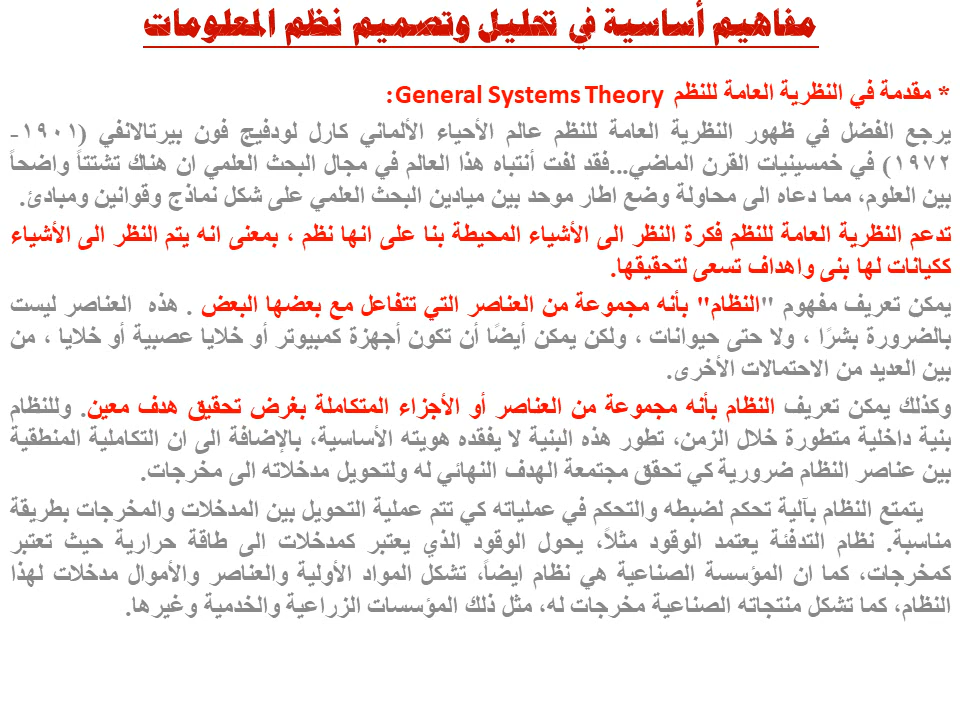 مفاهيم أساسية في تحليل وتصميم نظم المعلومات
* مقدمة في النظرية العامة للنظم General Systems Theory:
يرجع الفضل في ظهور النظرية العامة للنظم عالم الأحياء الألماني كارل لودفيج فون بيرتالانفي (١٩٠١-
١٩٧٢) في خمسينيات القرن الماضي...فقد لفت أنتباه هذا العالم في مجال البحث العلمي ان هناك تشتتاً واضحاً
بين العلوم، مما دعاه الى محاولة وضع اطار موحد بين ميادين البحث العلمي على شكل نماذج وقوانين ومبادئ.
تدعم النظرية العامة للنظم فكرة النظر الى الأشياء المحيطة بنا على انها نظم ، بمعنى انه يتم النظر الى الأشياء
ككيانات لها بنى واهداف تسعى لتحقيقها.
يمكن تعريف مفهوم "النظام" بأنه مجموعة من العناصر التي تتفاعل مع بعضها البعض . هذه العناصر ليست
بالضرورة بشرًا ، ولا حتى حيوانات ، ولكن يمكن أيضًا أن تكون أجهزة كمبيوتر أو خلايا عصبية أو خلايا ، من
بين العديد من الاحتمالات الأخرى.
وكذلك يمكن تعريف النظام بأنه مجموعة من العناصر أو الأجزاء المتكاملة بغرض تحقيق هدف معين. وللنظام
بنية داخلية متطورة خلال الزمن، تطور هذه البنية لا يفقده هويته الأساسية، بالإضافة الى ان التكاملية المنطقية
بين عناصر النظام ضرورية كي تحقق مجتمعة الهدف النهائي له ولتحويل مدخلاته الى مخرجات.
يتمتع النظام بآلية تحكم لضبطه والتحكم في عملياته كي تتم عملية التحويل بين المدخلات والمخرجات بطريقة
مناسبة. نظام التدفئة يعتمد الوقود مثلاً، يحول الوقود الذي يعتبر كمدخلات الى طاقة حرارية حيث تعتبر
كمخرجات، كما ان المؤسسة الصناعية هي نظام ايضاً، تشكل المواد الأولية والعناصر والأموال مدخلات لهذا
النظام، كما تشكل منتجاته الصناعية مخرجات له، مثل ذلك المؤسسات الزراعية والخدمية وغيرها.